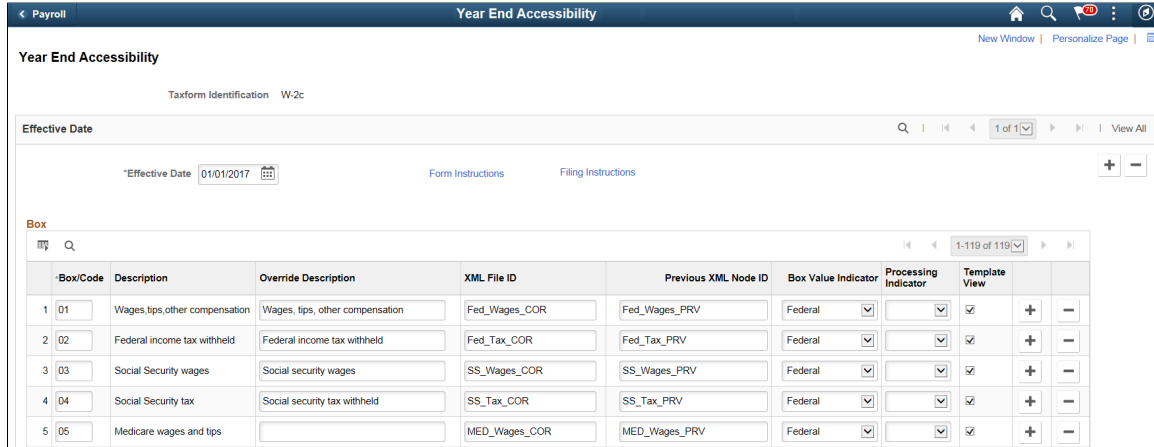 Payroll
Year End Accessibility
70
New Window | Personalize Page |
Year End Accessibility
Taxform Identification W-2c
Effective Date
1 of 1
View All
*Effective Date 01/01/2017
Form Instructions
Filing Instructions
Box
1-119 of 119
*Box/Code Description Override Description XML File ID Previous XML Node ID Box Value Indicator Processing Indicator Template View
1 01 Wages,tips,other compensation Wages, tips, other compensation Fed_Wages_COR Fed_Wages_PRV Federal
2 02 Federal income tax withheld Federal income tax withheld Fed_Tax_COR Fed_Tax_PRV Federal
3 03 Social Security wages Social security wages SS_Wages_COR SS_Wages_PRV Federal
4 04 Social Security tax Social security tax withheld SS_Tax_COR SS_Tax_PRV Federal
5 05 Medicare wages and tips MED_Wages_COR MED_Wages_PRV Federal